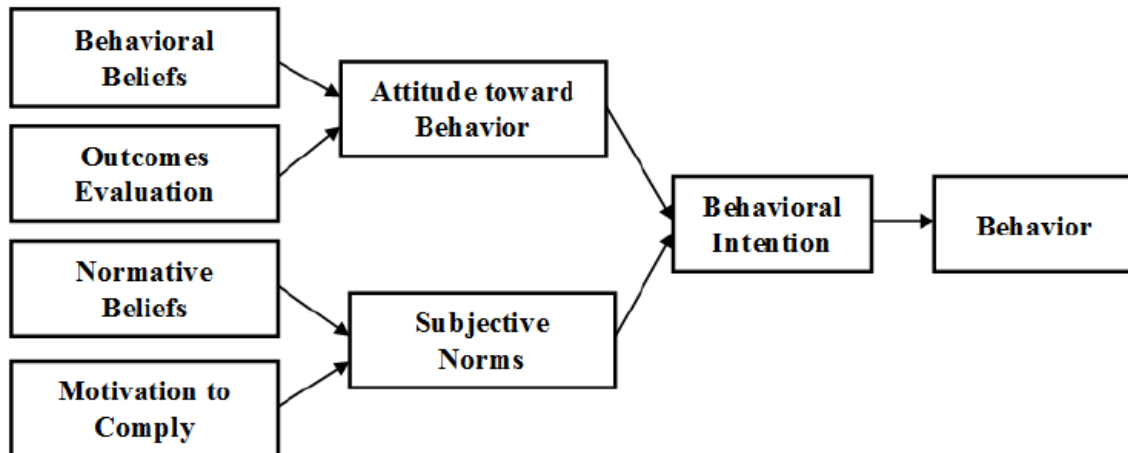 Behavioral
Beliefs
Outcomes
Evaluation
Normative
Beliefs
Motivation to
Comply
Attitude toward
Behavior
Subjective
Norms
Behavioral
Intention
Behavior